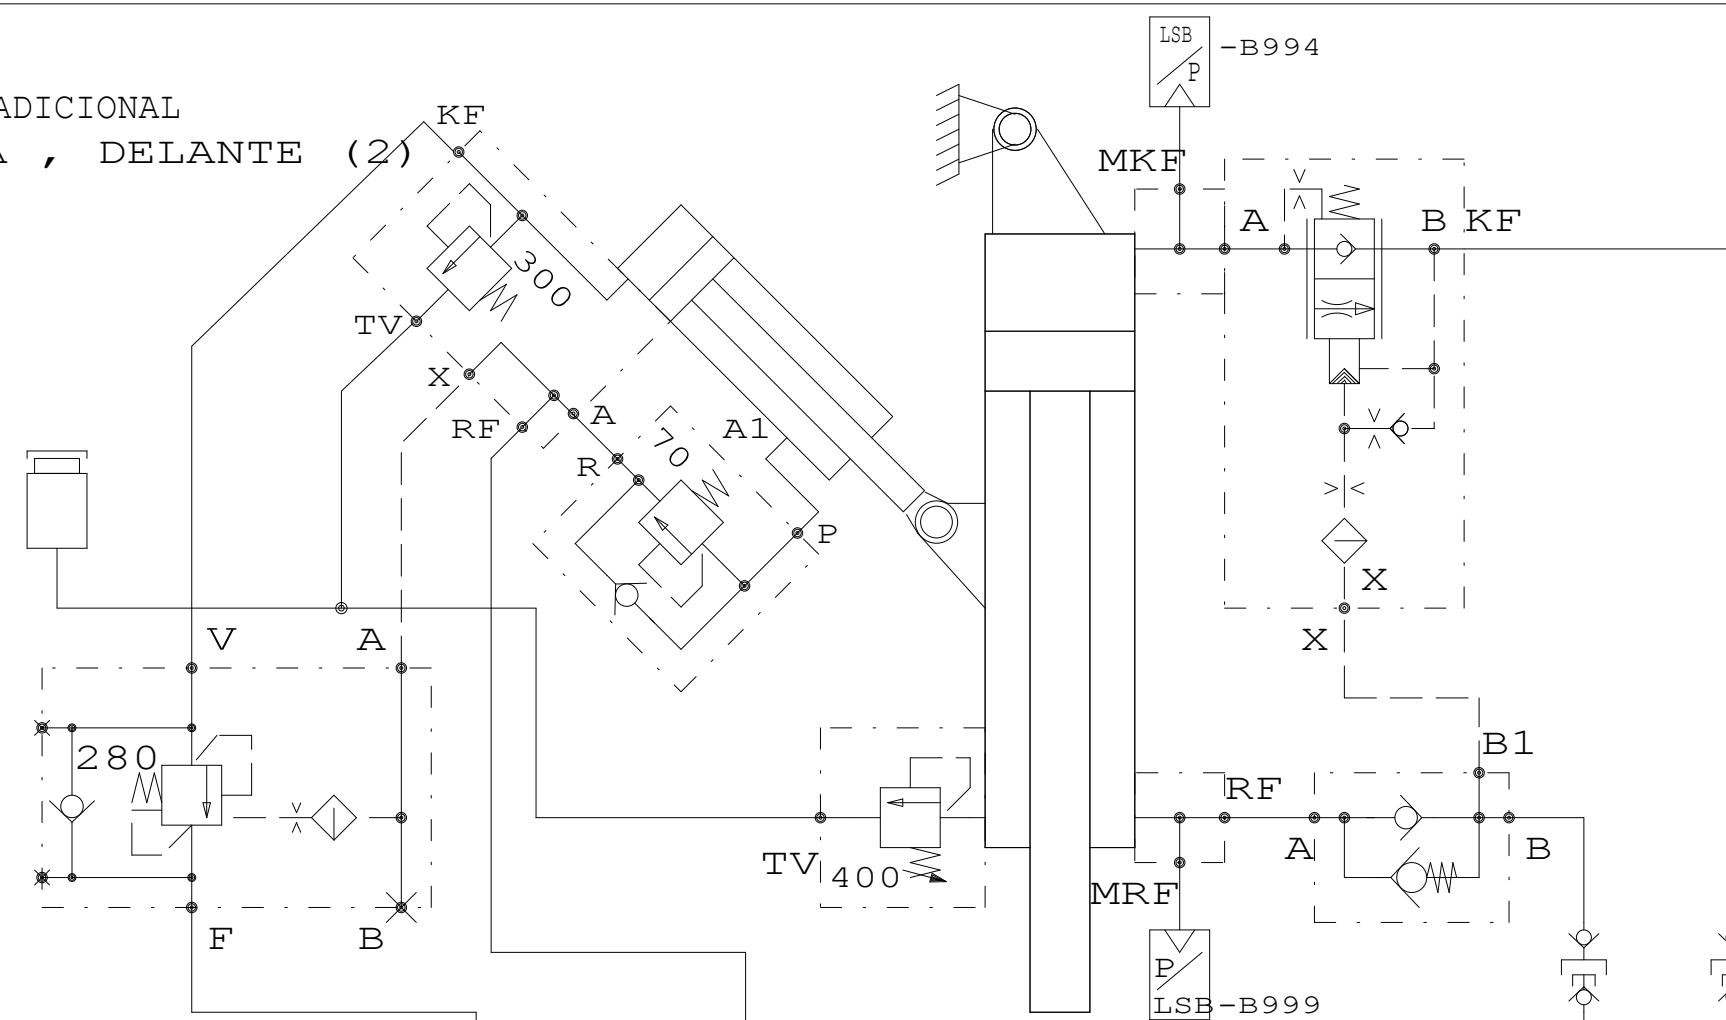 LSB
-B994
P
ADICIONAL
KF
, DELANTE (2)
MKF
A
B
KF
300
TV
X
A
RF
A1
70
R
P
X
V
A
X
B1
280
RF
TV
400
A
B
MRF
F
B
P
LSB-B999